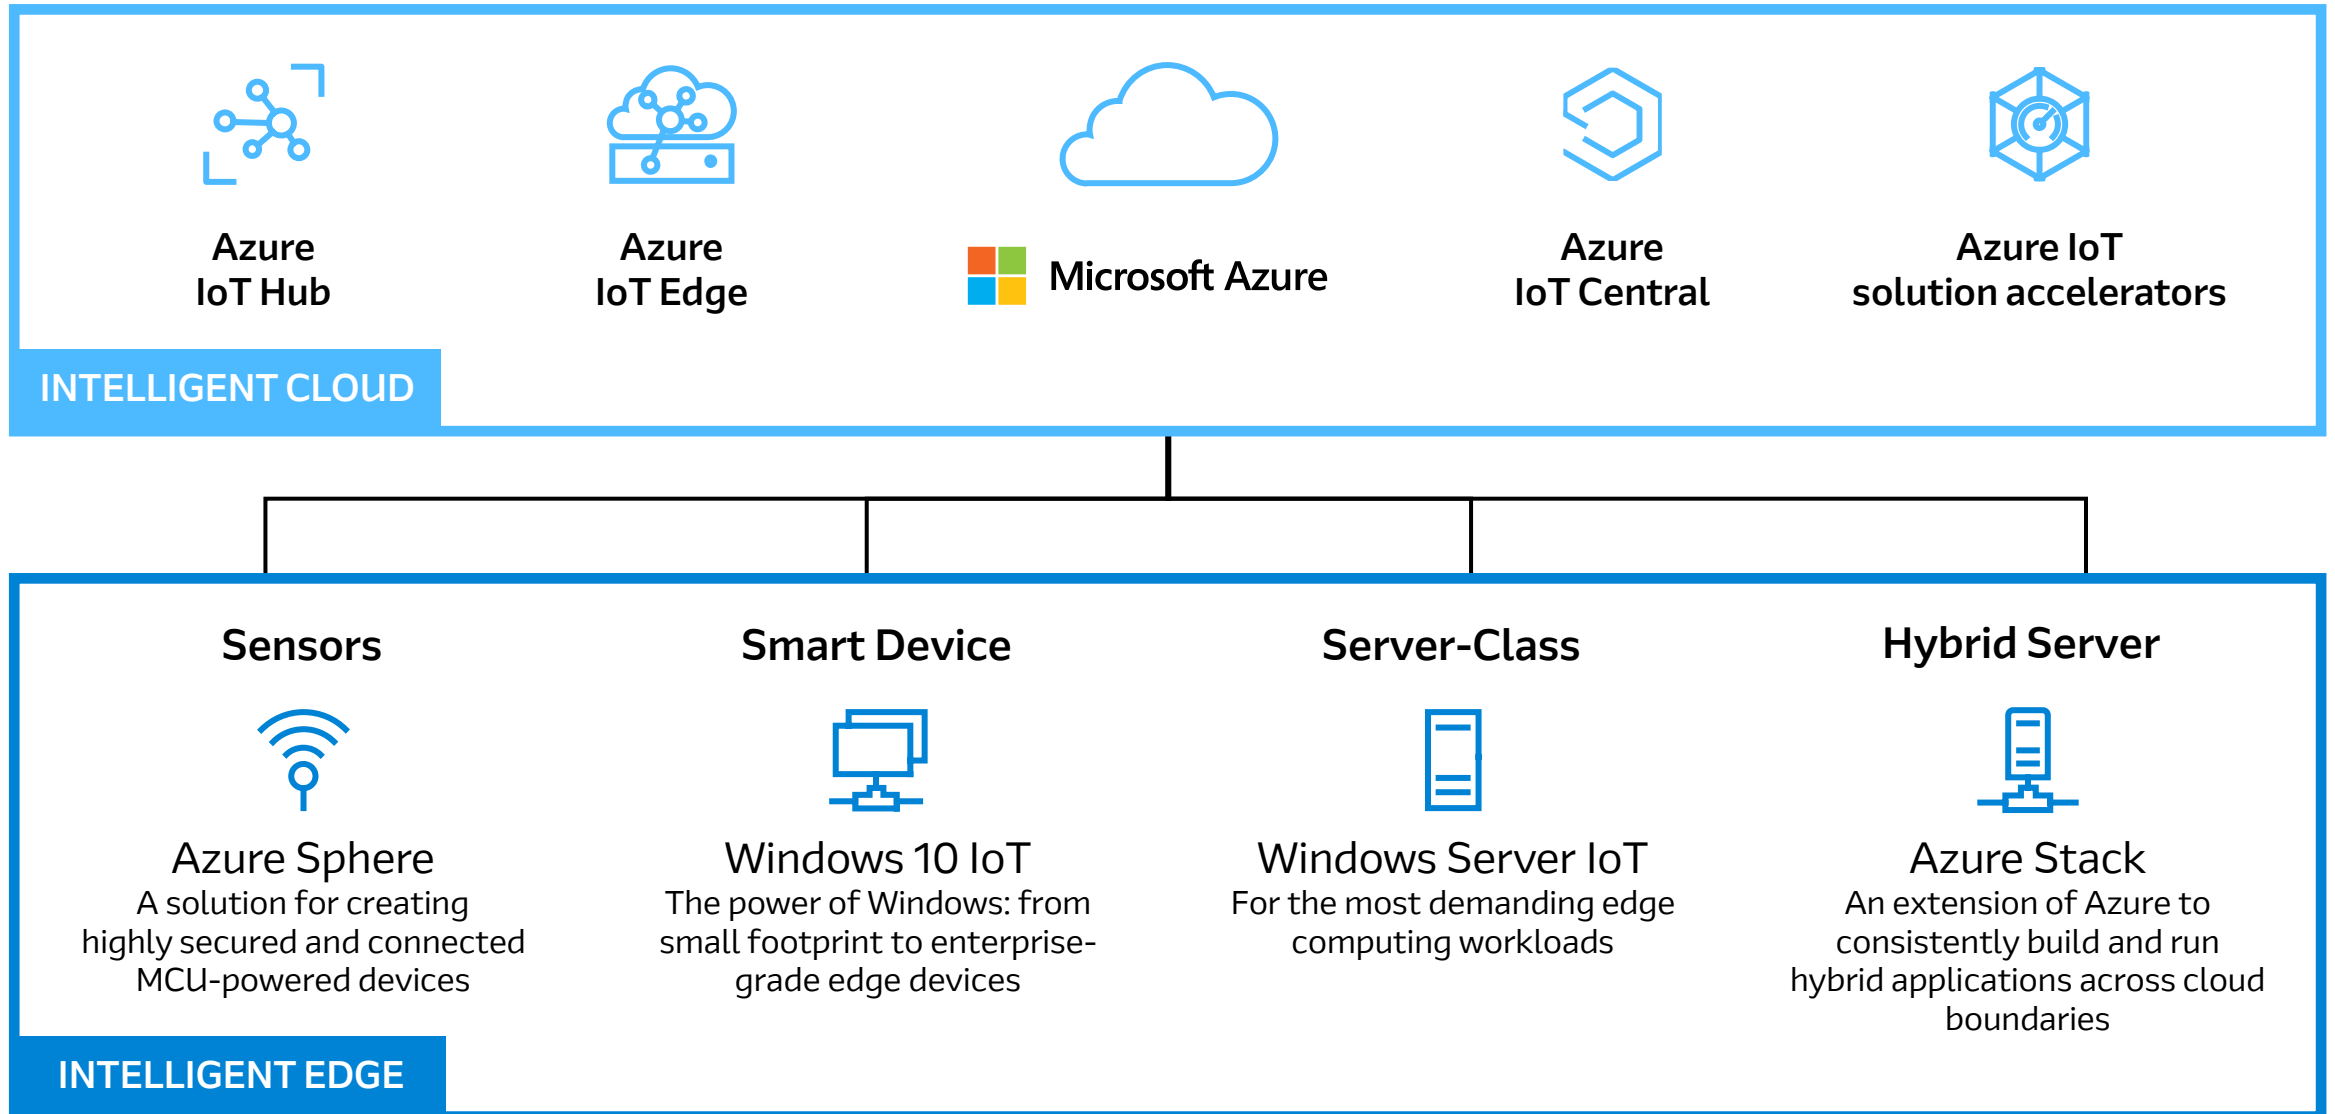 Azure
IoT Hub
Azure
IoT Edge
Microsoft Azure
Azure
IoT Central
Azure IoT
solution accelerators
INTELLIGENT CLOUD
Sensors
Azure Sphere
A solution for creating
highly secured and connected
MCU-powered devices
Smart Device
Windows 10 IoT
The power of Windows: from
small footprint to enterprise-
grade edge devices
Server-Class
Windows Server IoT
For the most demanding edge
computing workloads
Hybrid Server
Azure Stack
An extension of Azure to
consistently build and run
hybrid applications across cloud
boundaries
INTELLIGENT EDGE